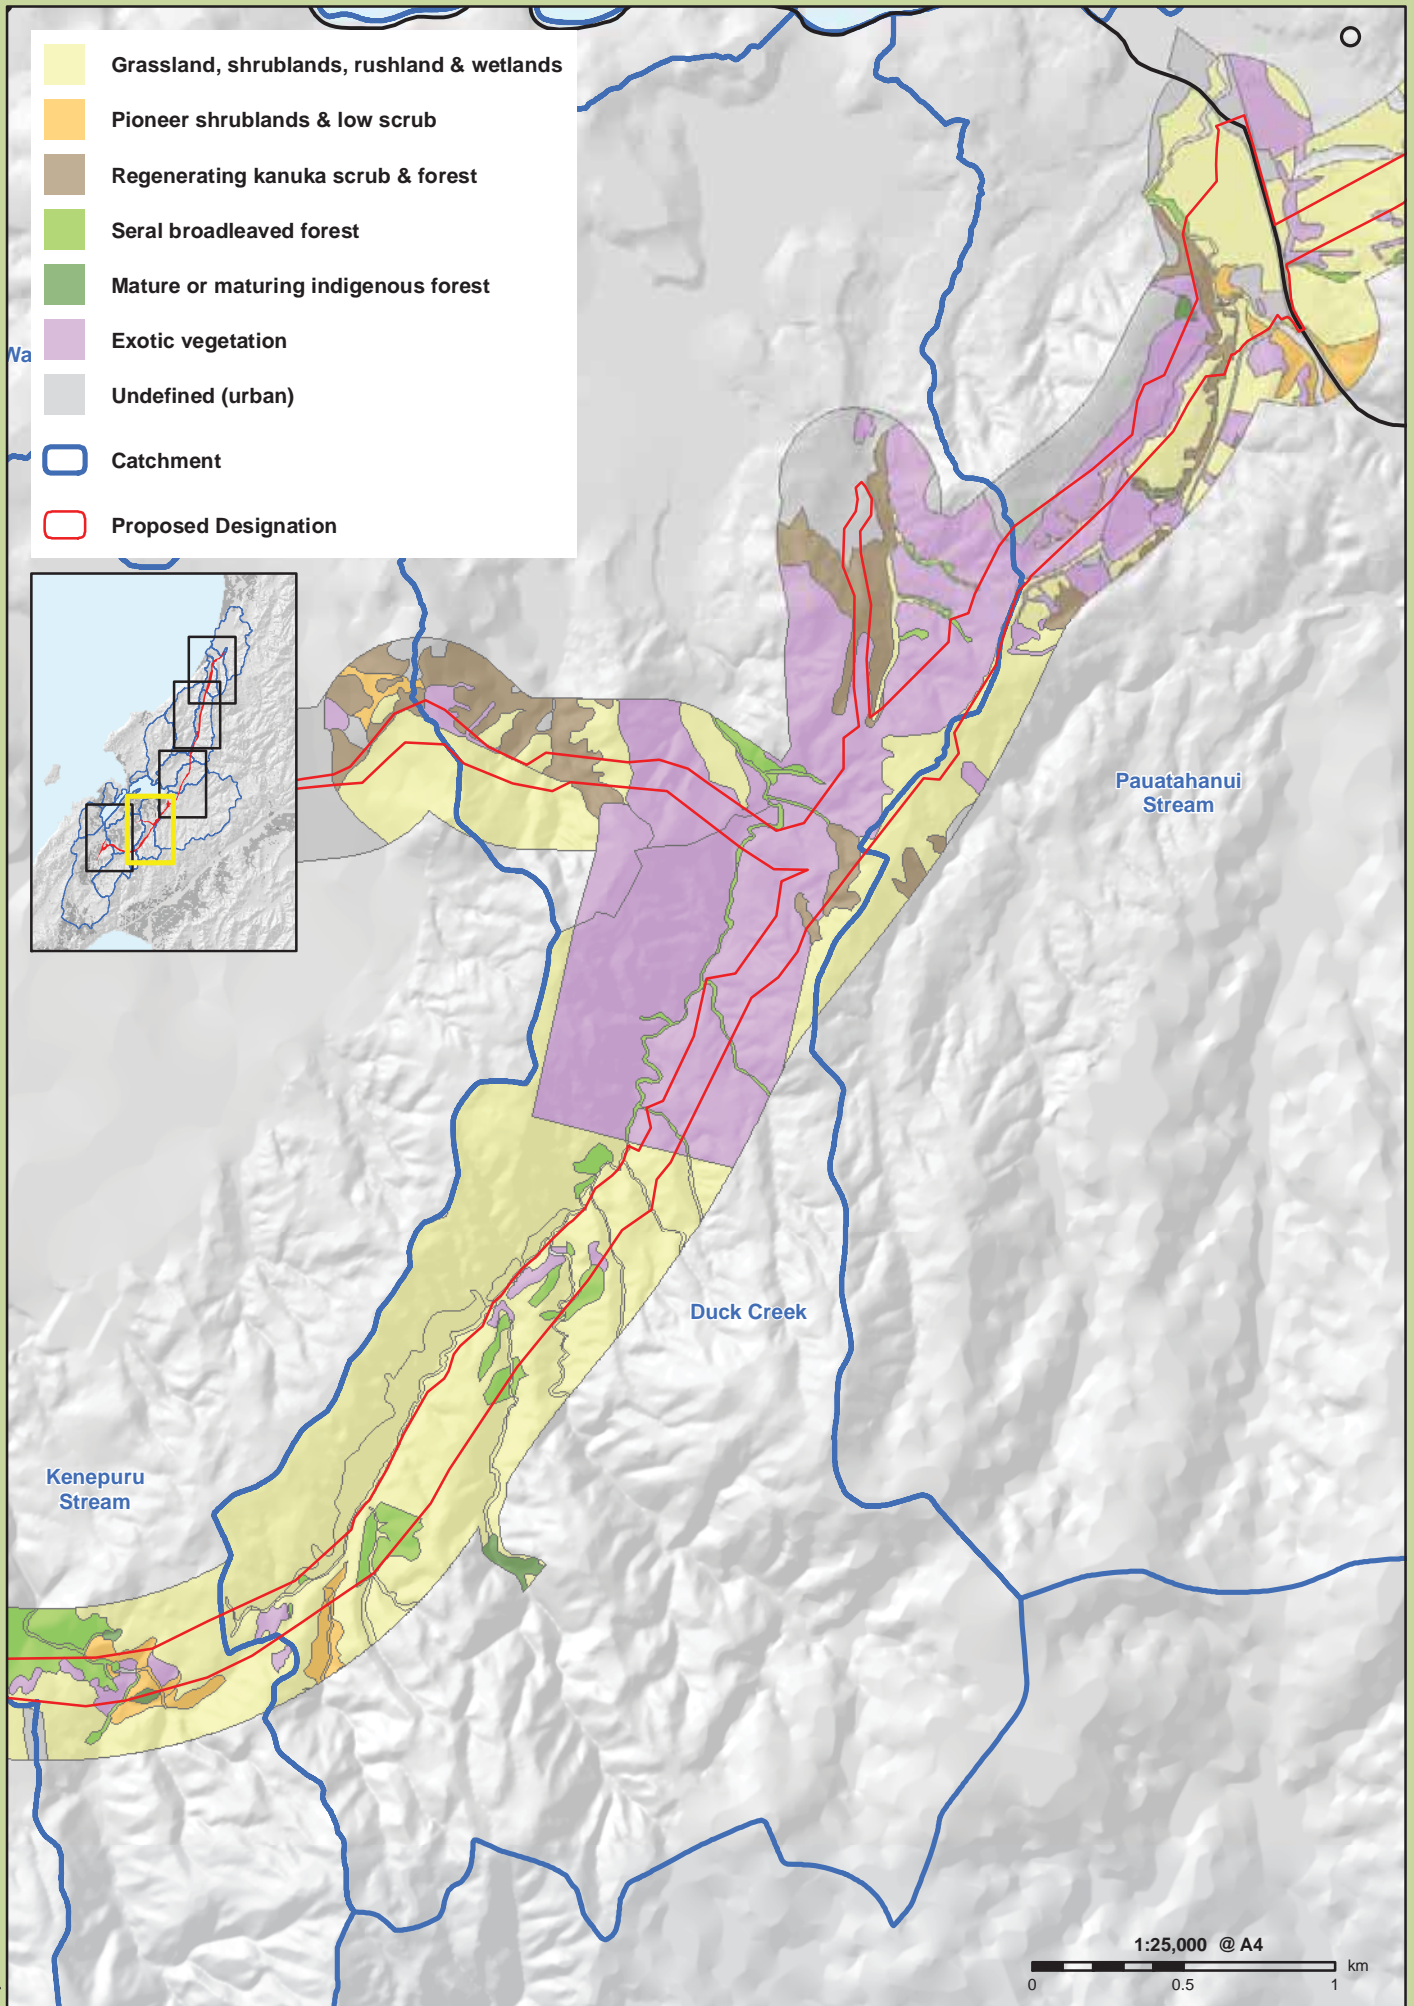 Grassland, shrublands, rushland & wetlands
Pioneer shrublands & low scrub
Regenerating kanuka scrub & forest
Seral broadleaved forest
Mature or maturing indigenous forest
Exotic vegetation
Wa
Undefined (urban)
Catchment
Proposed Designation
Pauatahanui
Stream
Duck Creek
Kenepuru
Stream
1:25,000 @ A4
km
0 0.5 1